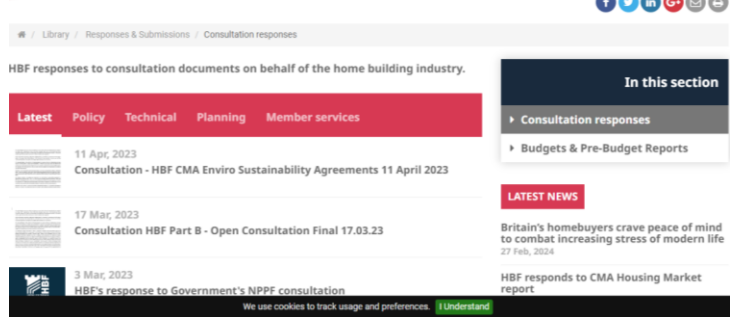 Library / Responses & Submissions / Consultation responses
HBF responses to consultation documents on behalf of the home building industry.
Latest Policy Technical Planning Member services
11 Apr, 2023
Consultation - HBF CMA Enviro Sustainability Agreements 11 April 2023
17 Mar, 2023
Consultation HBF Part B - Open Consultation Final 17.03.23
HBF
3 Mar, 2023
HBF's response to Government's NPPF consultation
In this section
Consultation responses
Budgets & Pre-Budget Reports
LATEST NEWS
Britain's homebuyers crave peace of mind
to combat increasing stress of modern life
27 Feb, 2024
HBF responds to CMA Housing Market
report
We use cookies to track usage and preferences. I Understand